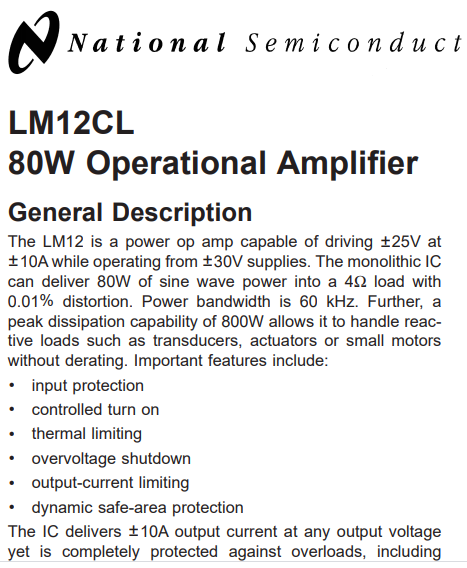 National Semiconduct
LM12CL
80W Operational Amplifier
General Description
The LM12 is a power op amp capable of driving ±25V at
±10A while operating from ±30V supplies. The monolithic IC
can deliver 80W of sine wave power into a 4Ω load with
0.01% distortion. Power bandwidth is 60 kHz. Further, a
peak dissipation capability of 800W allows it to handle reac-
tive loads such as transducers, actuators or small motors
without derating. Important features include:
• input protection
• controlled turn on
• thermal limiting
• overvoltage shutdown
• output-current limiting
• dynamic safe-area protection
The IC delivers ±10A output current at any output voltage
yet is completely protected against overloads, including